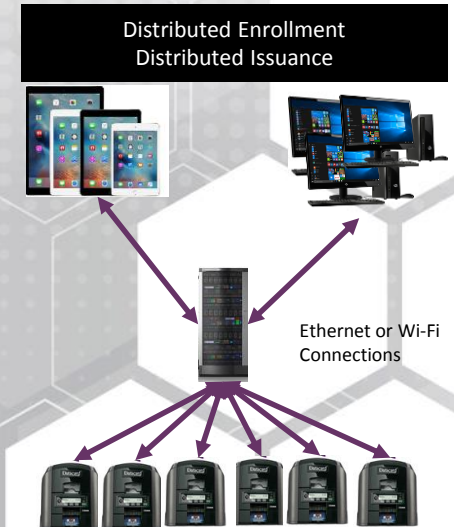 Distributed Enrollment
Distributed Issuance
Ethernet or Wi-Fi
Connections